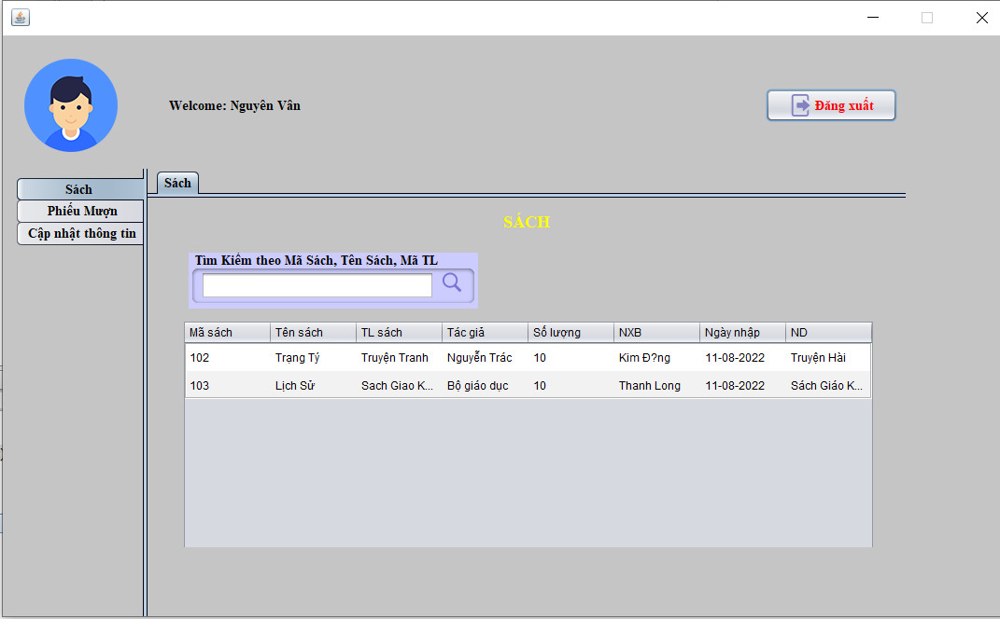 Welcome: Nguyên Vân
Đăng xuất
Sách
Phiếu Mượn
Cập nhật thông tin
Sách
SÁCH
Tìm Kiếm theo Mã Sách, Tên Sách, Mã TL
Mã sách Tên sách TL sách Tác giả Số lượng NXB Ngày nhập ND
102 Trạng Tý Truyện Tranh Nguyễn Trác 10 Kim Đ?ng 11-08-2022 Truyện Hài
103 Lịch Sử Sach Giao K... Bộ giáo dục 10 Thanh Long 11-08-2022 Sách Giáo K...